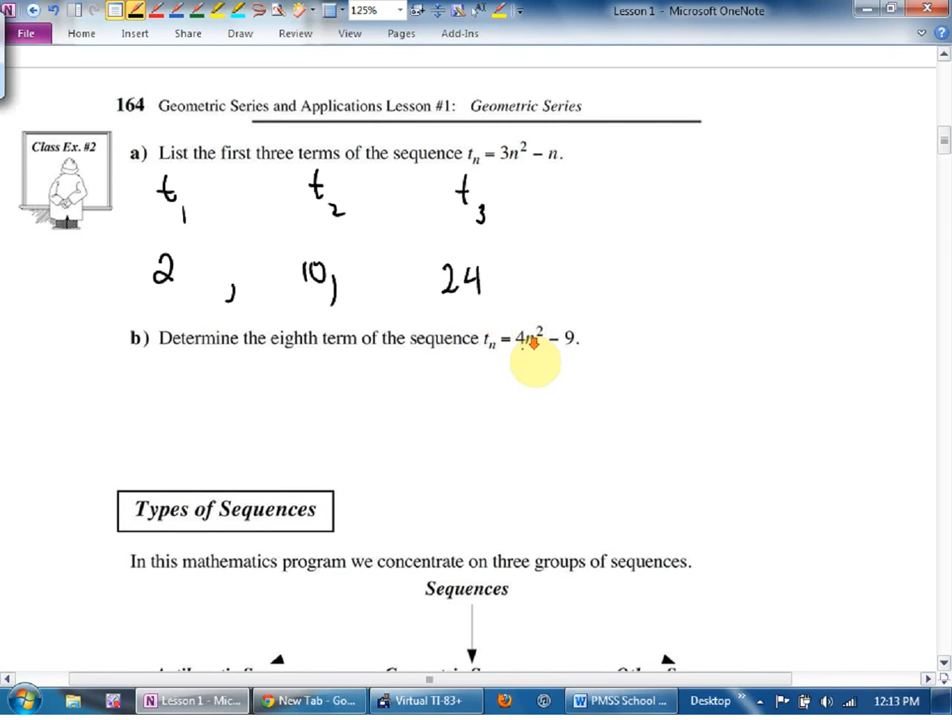 125%
Lesson 1 - Microsoft OneNote
File Home Insert Share Draw Review View Pages Add-Ins
164 Geometric Series and Applications Lesson #1: Geometric Series
Class Ex. #2
a) List the first three terms of the sequence tₙ = 3n² − n.
t₁ t₂ t₃
2 , 10, 24
b) Determine the eighth term of the sequence tₙ = 4n² − 9.
Types of Sequences
In this mathematics program we concentrate on three groups of sequences.
Sequences
Lesson 1 - Mic... New Tab - Go... Virtual TI-83+ PMSS School ... Desktop 12:13 PM